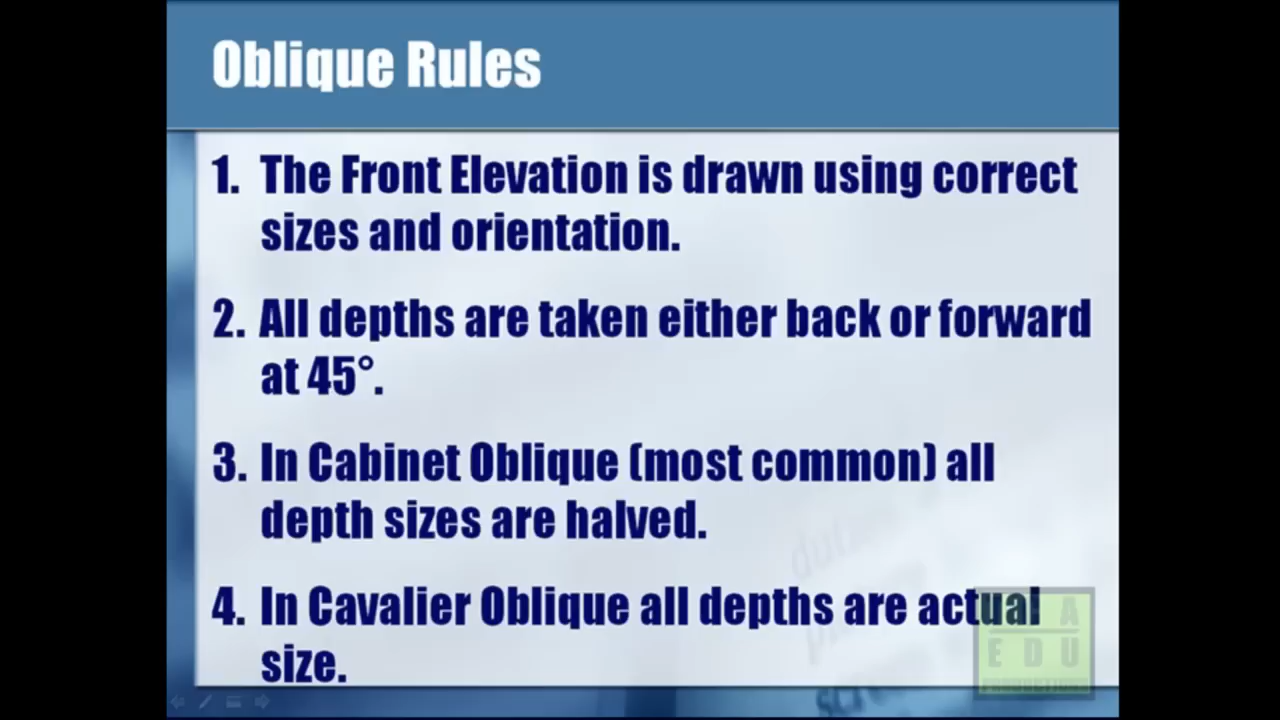 Oblique Rules
1. The Front Elevation is drawn using correct
sizes and orientation.
2. All depths are taken either back or forward
at 45°.
3. In Cabinet Oblique (most common) all
depth sizes are halved.
4. In Cavalier Oblique all depths are actual
size.
A
EDU
PRODUCTIONS